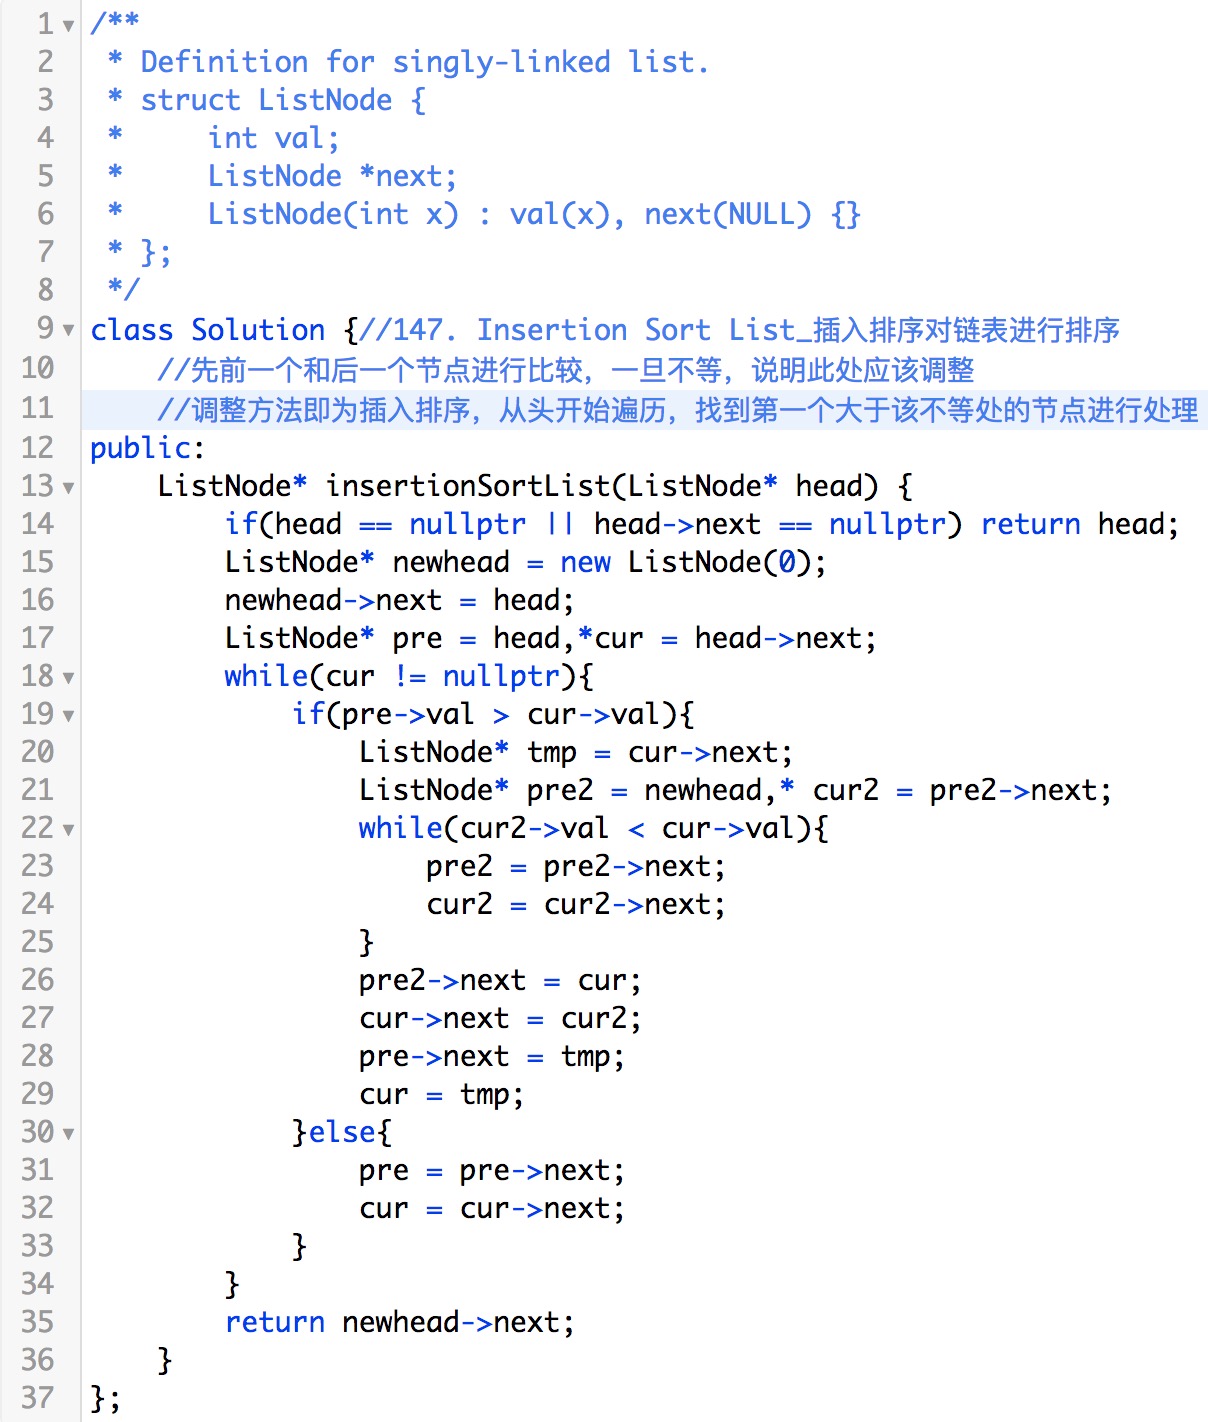 1 /**
2  * Definition for singly-linked list.
3  * struct ListNode {
4  *     int val;
5  *     ListNode *next;
6  *     ListNode(int x) : val(x), next(NULL) {}
7  * };
8  */
9 class Solution {//147. Insertion Sort List_插入排序对链表进行排序
10     //先前一个和后一个节点进行比较，一旦不等，说明此处应该调整
11     //调整方法即为插入排序，从头开始遍历，找到第一个大于该不等处的节点进行处理
12 public:
13     ListNode* insertionSortList(ListNode* head) {
14         if(head == nullptr || head->next == nullptr) return head;
15         ListNode* newhead = new ListNode(0);
16         newhead->next = head;
17         ListNode* pre = head,*cur = head->next;
18         while(cur != nullptr){
19             if(pre->val > cur->val){
20                 ListNode* tmp = cur->next;
21                 ListNode* pre2 = newhead,* cur2 = pre2->next;
22                 while(cur2->val < cur->val){
23                     pre2 = pre2->next;
24                     cur2 = cur2->next;
25                 }
26                 pre2->next = cur;
27                 cur->next = cur2;
28                 pre->next = tmp;
29                 cur = tmp;
30             }else{
31                 pre = pre->next;
32                 cur = cur->next;
33             }
34         }
35         return newhead->next;
36     }
37 };